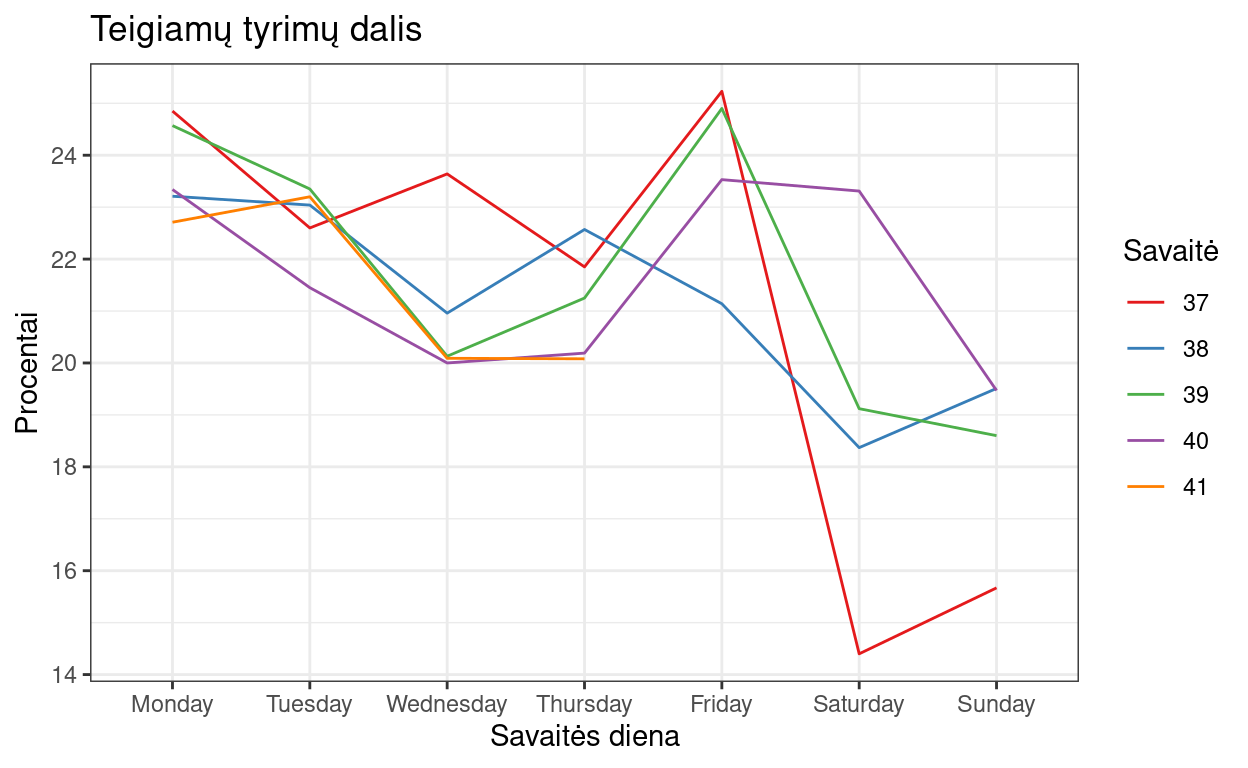 Teigiamų tyrimų dalis
Procentai
24
22
20
18
16
14
Monday Tuesday Wednesday Thursday Friday Saturday Sunday
Savaitės diena
Savaitė
37
38
39
40
41